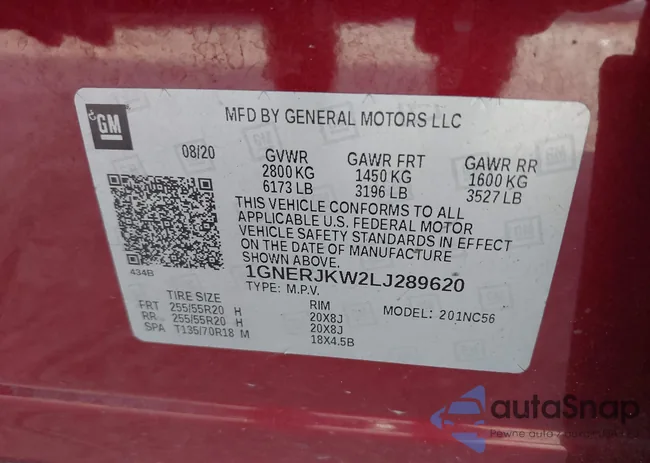 GM
MFD BY GENERAL MOTORS LLC
08/20 GVWR GAWR FRT GAWR RR
2800 KG 1450 KG 1600 KG
6173 LB 3196 LB 3527 LB
THIS VEHICLE CONFORMS TO ALL
APPLICABLE U.S. FEDERAL MOTOR
VEHICLE SAFETY STANDARDS IN EFFECT
ON THE DATE OF MANUFACTURE
SHOWN ABOVE.
434B
1GNERJKW2LJ289620
TYPE: M.P.V. MODEL: 201NC56
TIRE SIZE RIM
FRT 255/55R20 H 20X8J
RR 255/55R20 H 20X8J
SPA T135/70R18 M 18X4.5B
autaSnap
Pewne auto